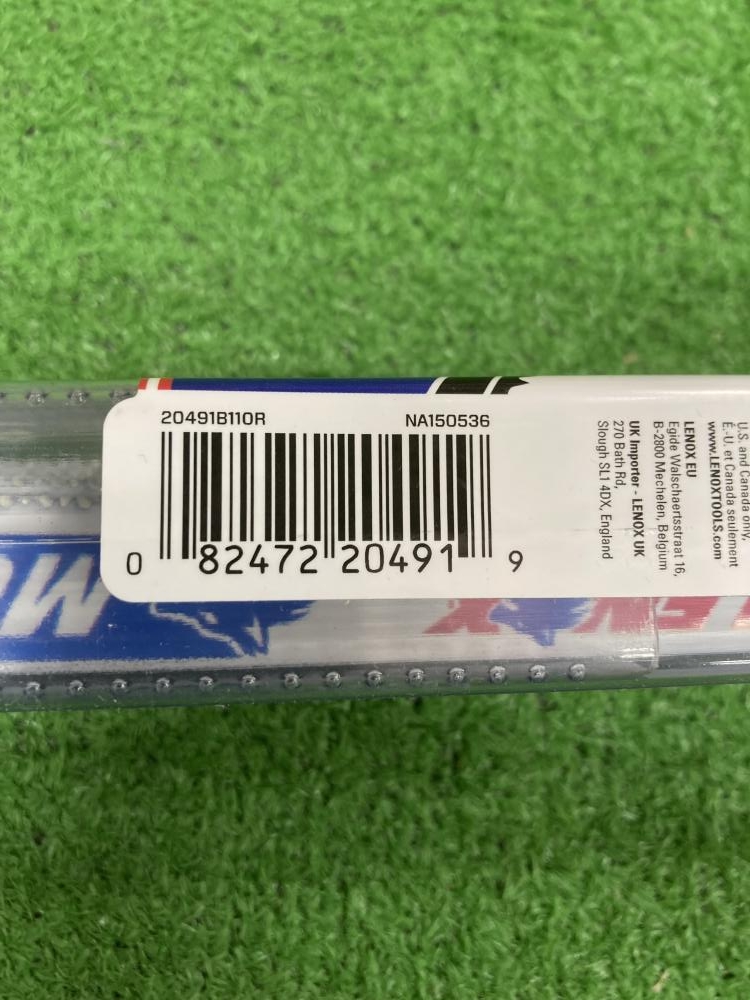 20491B110R
NA150536
0 82472 20491 9
U.S. and Canada only,
É.-U. et Canada seulement
www.LENOXTOOLS.com
LENOX EU
Egide Walschaertsstraat 16,
B-2800 Mechelen, Belgium
UK Importer - LENOX UK
270 Bath Rd,
Slough SL1 4DX, England